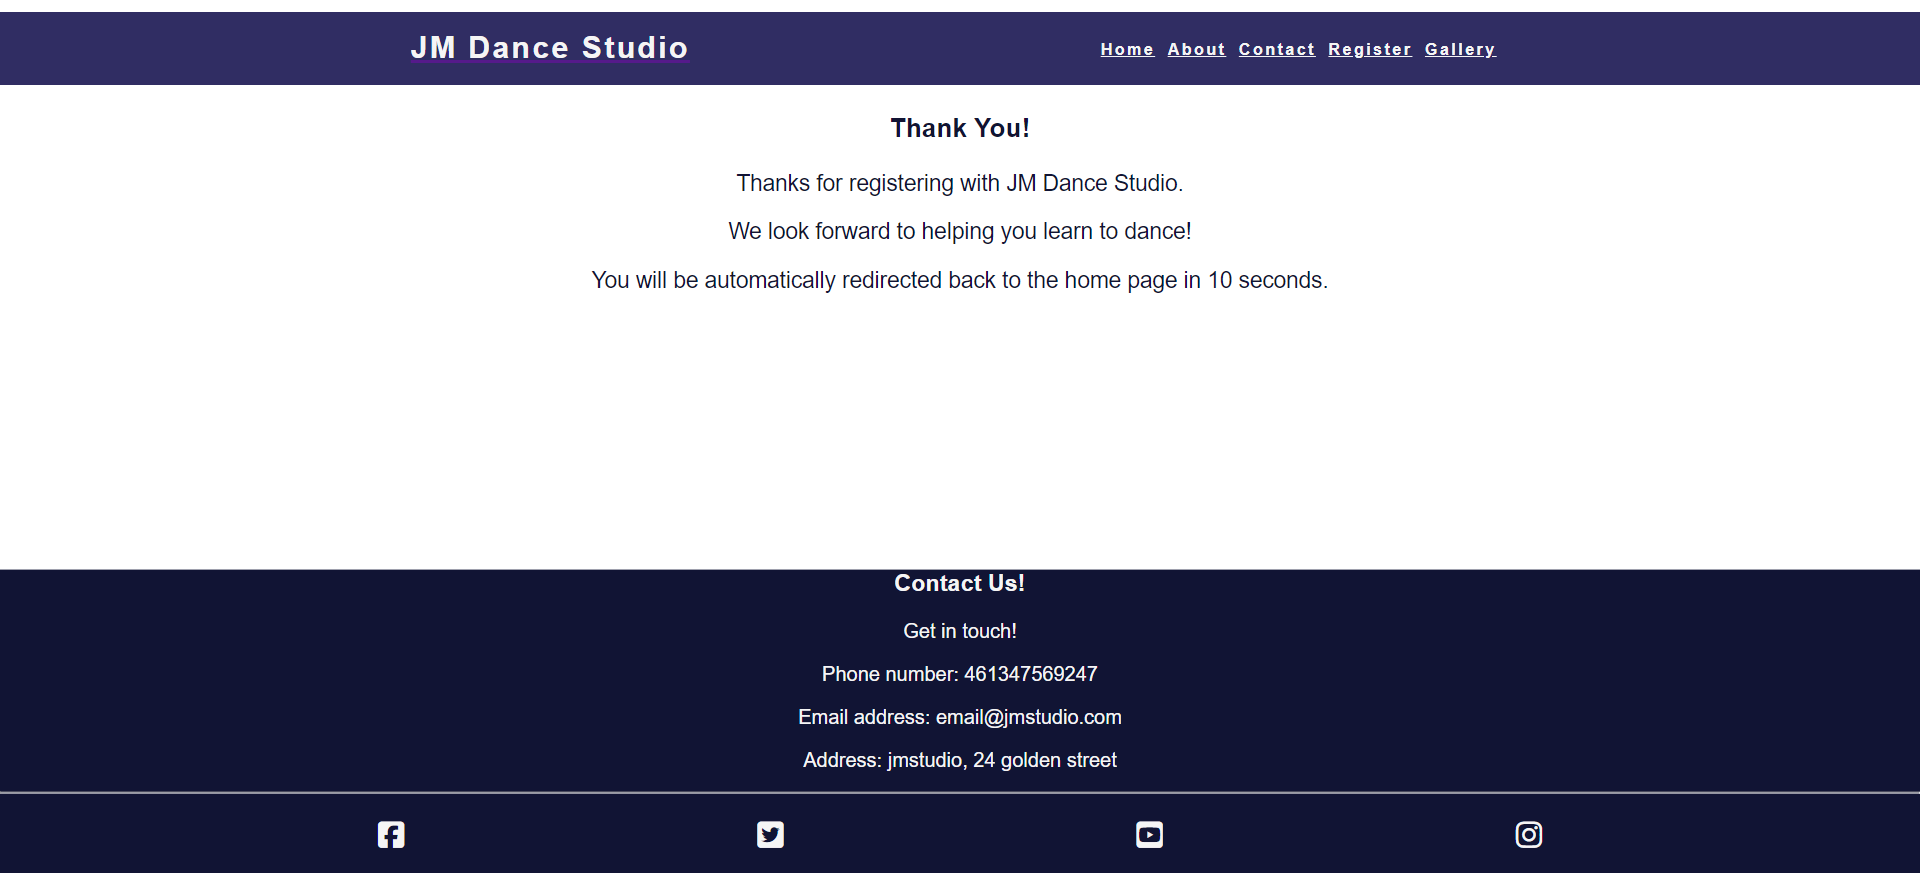 JM Dance Studio
Home About Contact Register Gallery
Thank You!
Thanks for registering with JM Dance Studio.
We look forward to helping you learn to dance!
You will be automatically redirected back to the home page in 10 seconds.
Contact Us!
Get in touch!
Phone number: 461347569247
Email address: email@jmstudio.com
Address: jmstudio, 24 golden street